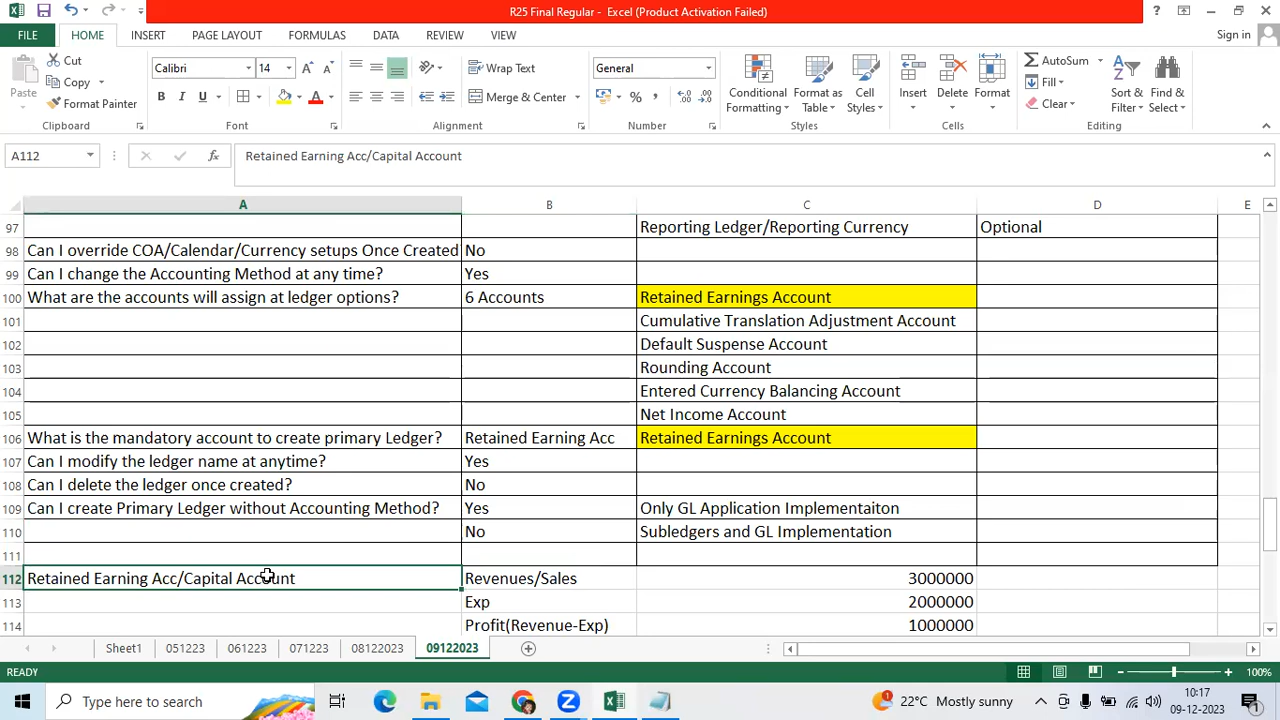 R25 Final Regular - Excel (Product Activation Failed)
Sign in
FILE HOME INSERT PAGE LAYOUT FORMULAS DATA REVIEW VIEW
Paste
Cut
Copy
Format Painter
Calibri 14
B I U
Wrap Text
Merge & Center
General
Conditional Formatting
Format as Table
Cell Styles
Insert
Delete
Format
AutoSum
Fill
Clear
Sort & Filter
Find & Select
Clipboard Font Alignment Number Styles Cells Editing
A112 fx Retained Earning Acc/Capital Account
A B C D E
97 Reporting Ledger/Reporting Currency Optional
98 Can I override COA/Calendar/Currency setups Once Created No
99 Can I change the Accounting Method at any time? Yes
100 What are the accounts will assign at ledger options? 6 Accounts Retained Earnings Account
101 Cumulative Translation Adjustment Account
102 Default Suspense Account
103 Rounding Account
104 Entered Currency Balancing Account
105 Net Income Account
106 What is the mandatory account to create primary Ledger? Retained Earning Acc Retained Earnings Account
107 Can I modify the ledger name at anytime? Yes
108 Can I delete the ledger once created? No
109 Can I create Primary Ledger without Accounting Method? Yes Only GL Application Implementaiton
110 No Subledgers and GL Implementation
111
112 Retained Earning Acc/Capital Account Revenues/Sales 3000000
113 Exp 2000000
114 Profit(Revenue-Exp) 1000000
Sheet1 051223 061223 071223 08122023 09122023
READY 100%
Type here to search
22°C Mostly sunny
10:17
09-12-2023